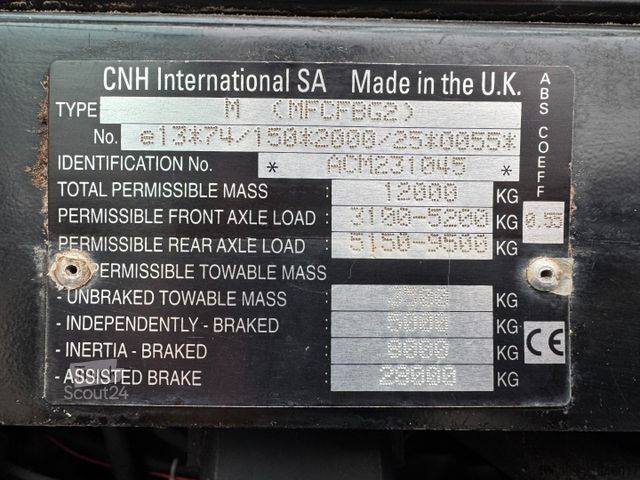 CNH International SA Made in the U.K.
TYPE M (MFCFBG2)
No. e13*74/150*2000/25*0055*
IDENTIFICATION No. * ACM231045 *
TOTAL PERMISSIBLE MASS : 12000 KG
PERMISSIBLE FRONT AXLE LOAD : 3100-5200 KG
PERMISSIBLE REAR AXLE LOAD : 5150-9500 KG
PERMISSIBLE TOWABLE MASS
- UNBRAKED TOWABLE MASS : KG
- INDEPENDENTLY - BRAKED : KG
- INERTIA - BRAKED : 8000 KG
- ASSISTED BRAKE : 28000 KG
ABS COEFF
CE
Scout24